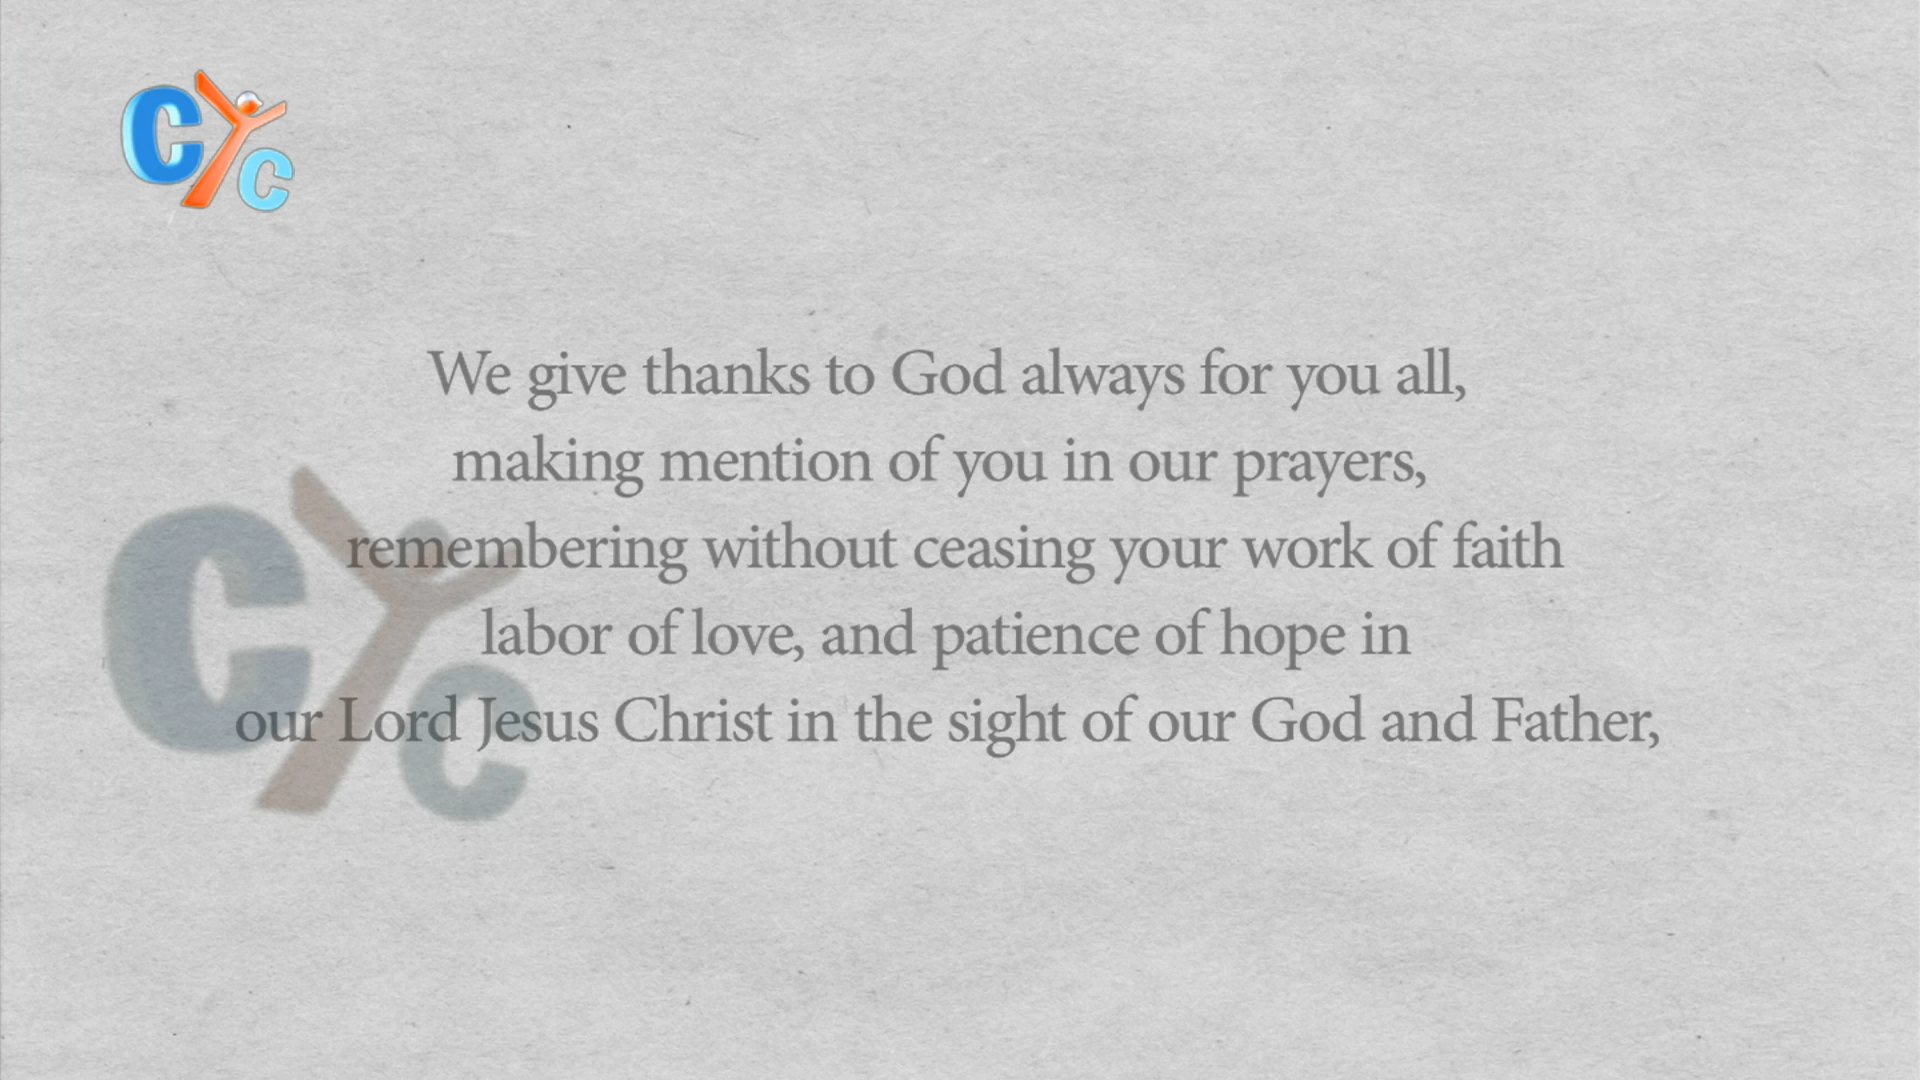 CYC
We give thanks to God always for you all,
making mention of you in our prayers,
remembering without ceasing your work of faith
labor of love, and patience of hope in
our Lord Jesus Christ in the sight of our God and Father,
CYC